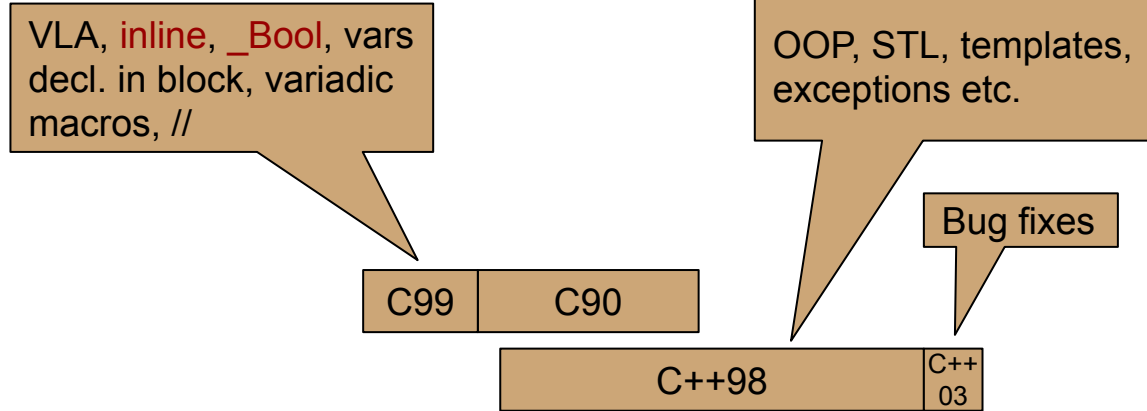 VLA, inline, _Bool, vars
decl. in block, variadic
macros, //
OOP, STL, templates,
exceptions etc.
Bug fixes
C99
C90
C++98
C++
03